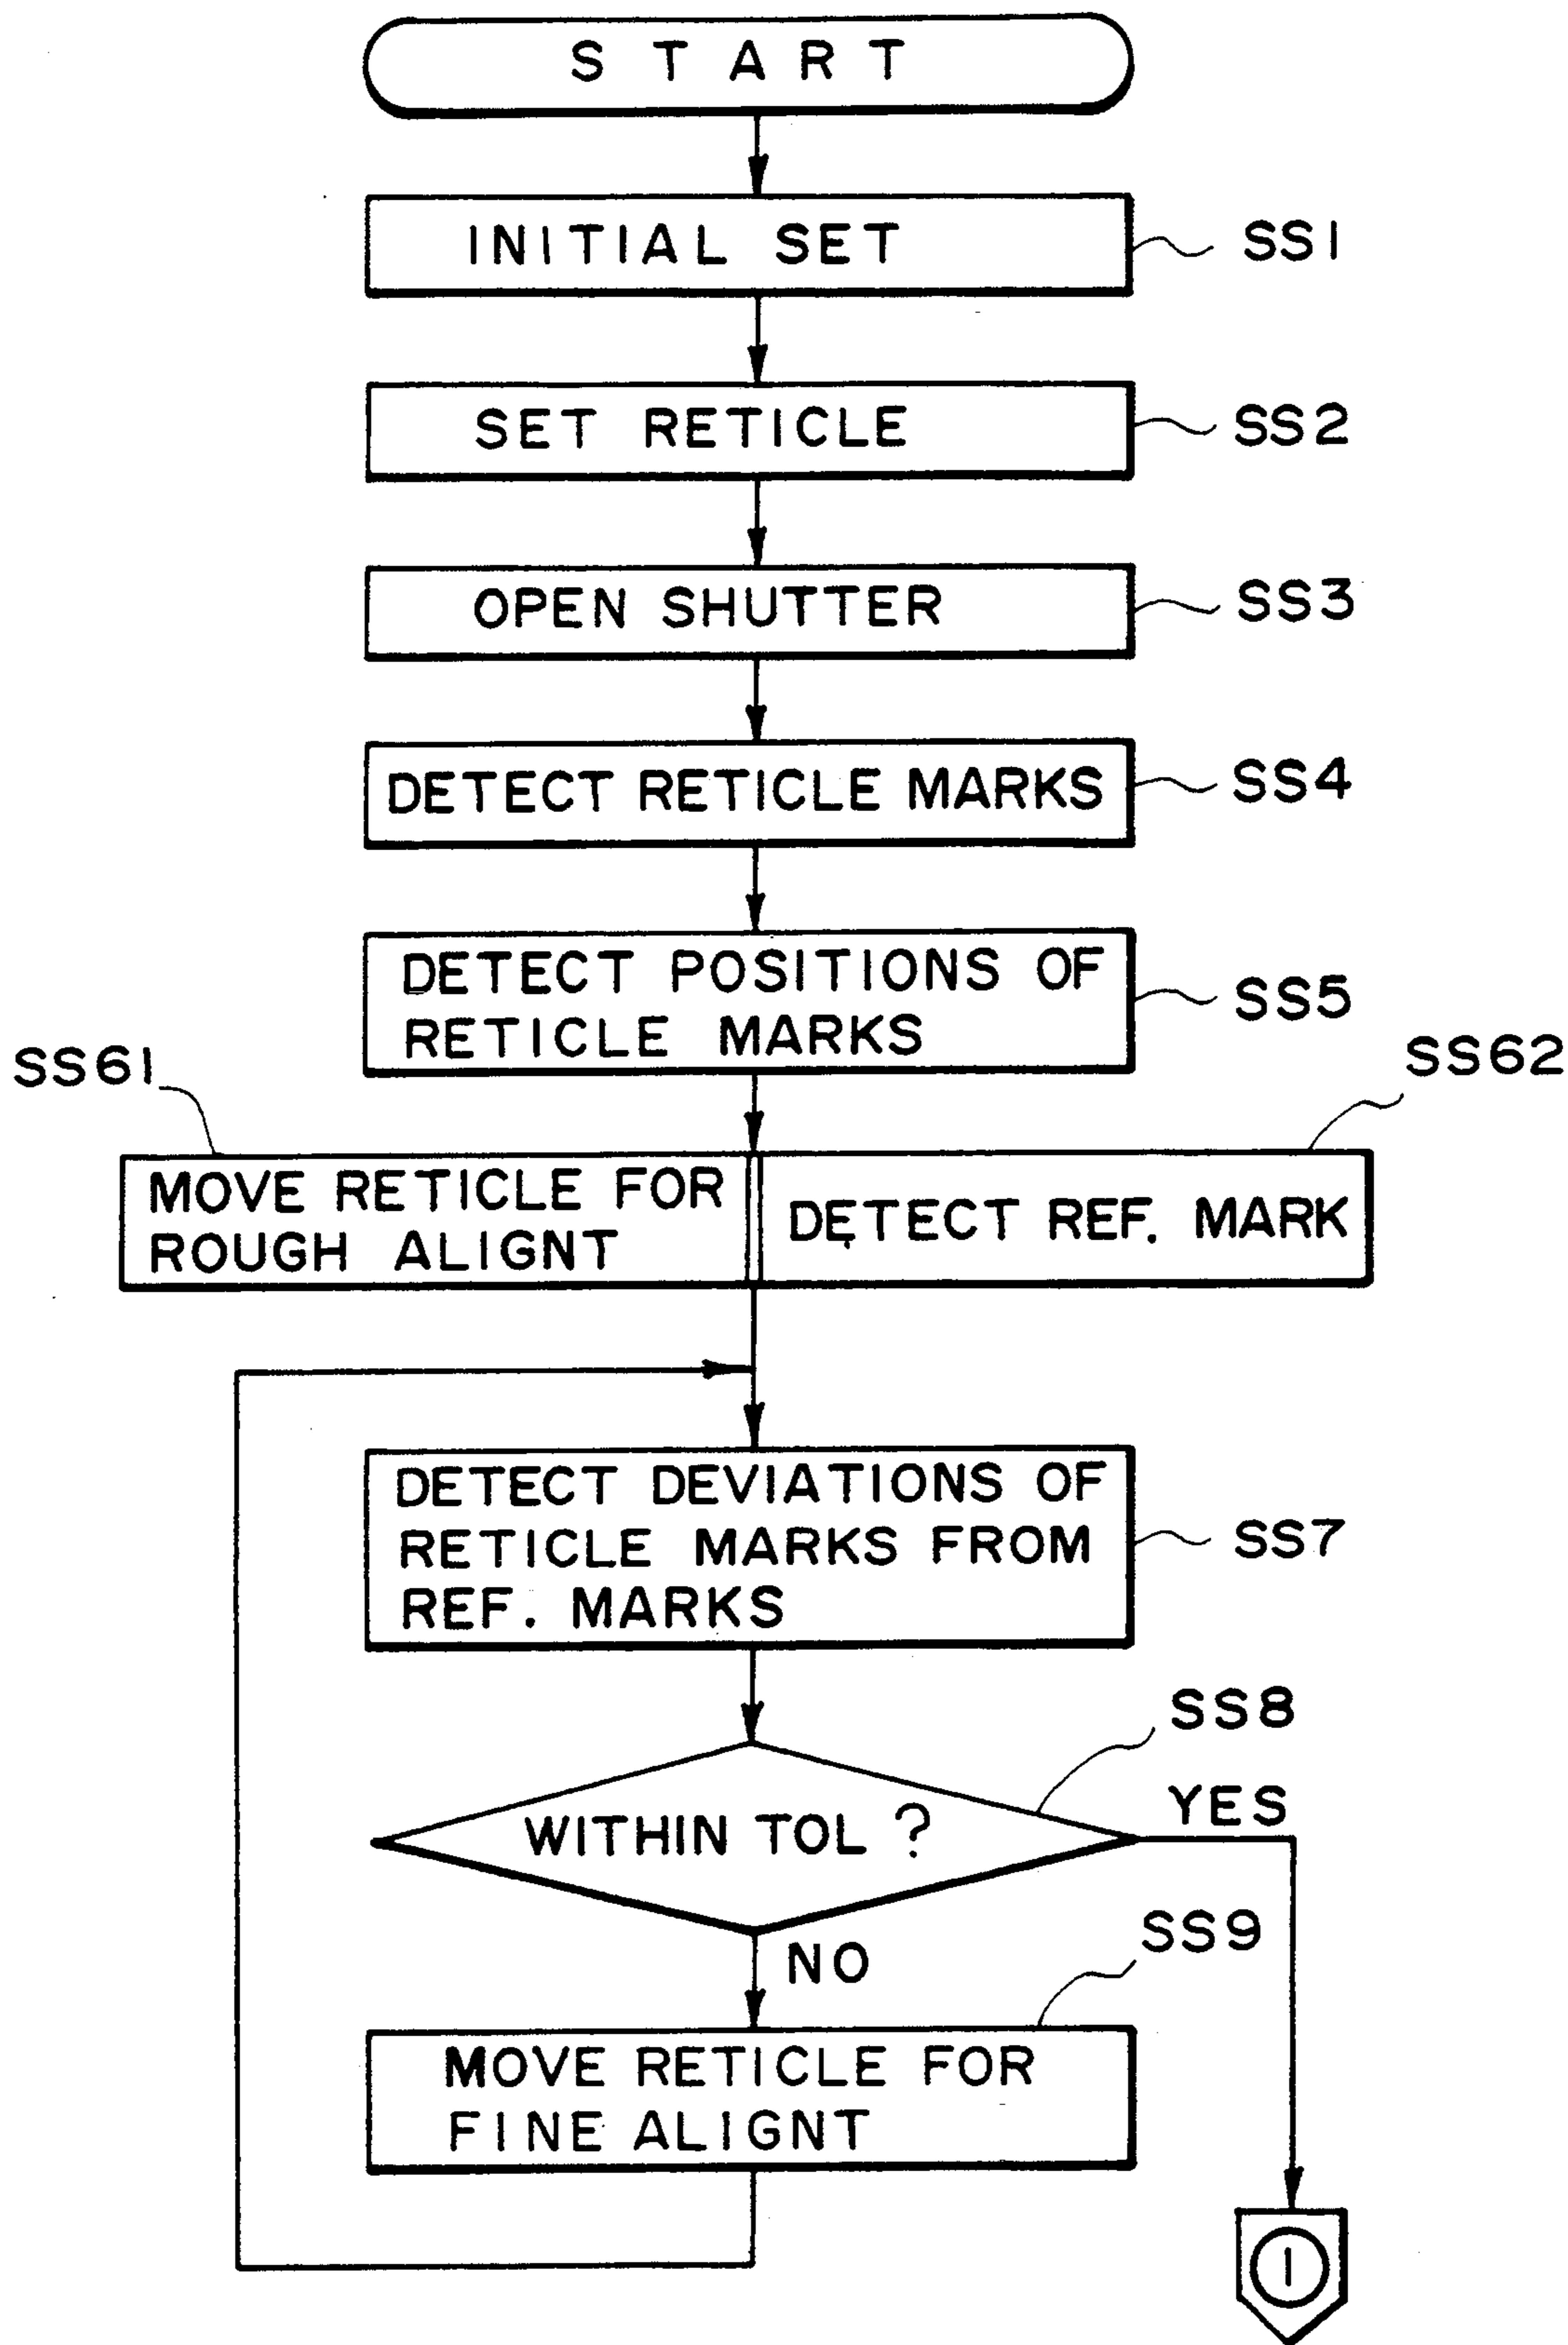 START
INITIAL SET
SS1
SET RETICLE
SS2
OPEN SHUTTER
SS3
DETECT RETICLE MARKS
SS4
DETECT POSITIONS OF
RETICLE MARKS
SS5
SS61
SS62
MOVE RETICLE FOR
ROUGH ALIGNT
DETECT REF. MARK
DETECT DEVIATIONS OF
RETICLE MARKS FROM
REF. MARKS
SS7
SS8
WITHIN TOL ?
YES
NO
SS9
MOVE RETICLE FOR
FINE ALIGNT
1